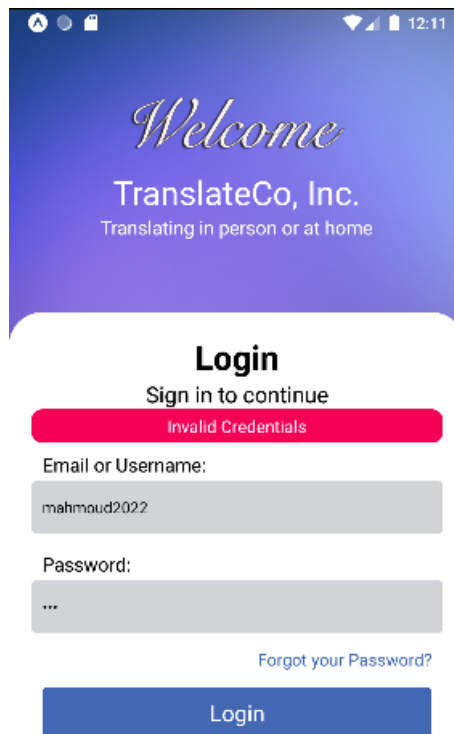 12:11
Welcome
TranslateCo, Inc.
Translating in person or at home
Login
Sign in to continue
Invalid Credentials
Email or Username:
mahmoud2022
Password:
•••
Forgot your Password?
Login